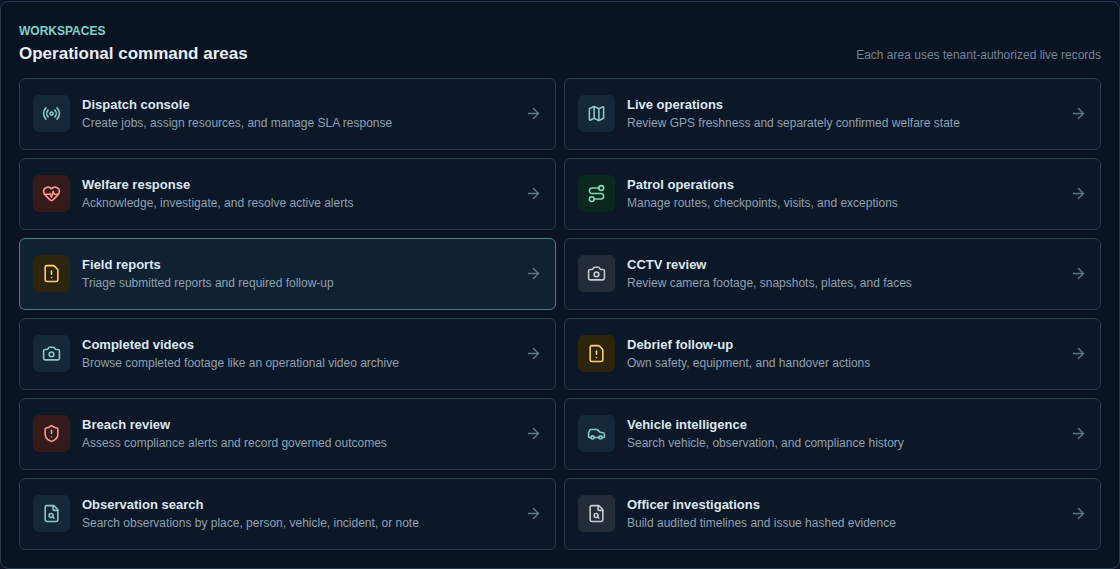 WORKSPACES
Operational command areas
Each area uses tenant-authorized live records
Dispatch console
Create jobs, assign resources, and manage SLA response
Live operations
Review GPS freshness and separately confirmed welfare state
Welfare response
Acknowledge, investigate, and resolve active alerts
Patrol operations
Manage routes, checkpoints, visits, and exceptions
Field reports
Triage submitted reports and required follow-up
CCTV review
Review camera footage, snapshots, plates, and faces
Completed videos
Browse completed footage like an operational video archive
Debrief follow-up
Own safety, equipment, and handover actions
Breach review
Assess compliance alerts and record governed outcomes
Vehicle intelligence
Search vehicle, observation, and compliance history
Observation search
Search observations by place, person, vehicle, incident, or note
Officer investigations
Build audited timelines and issue hashed evidence